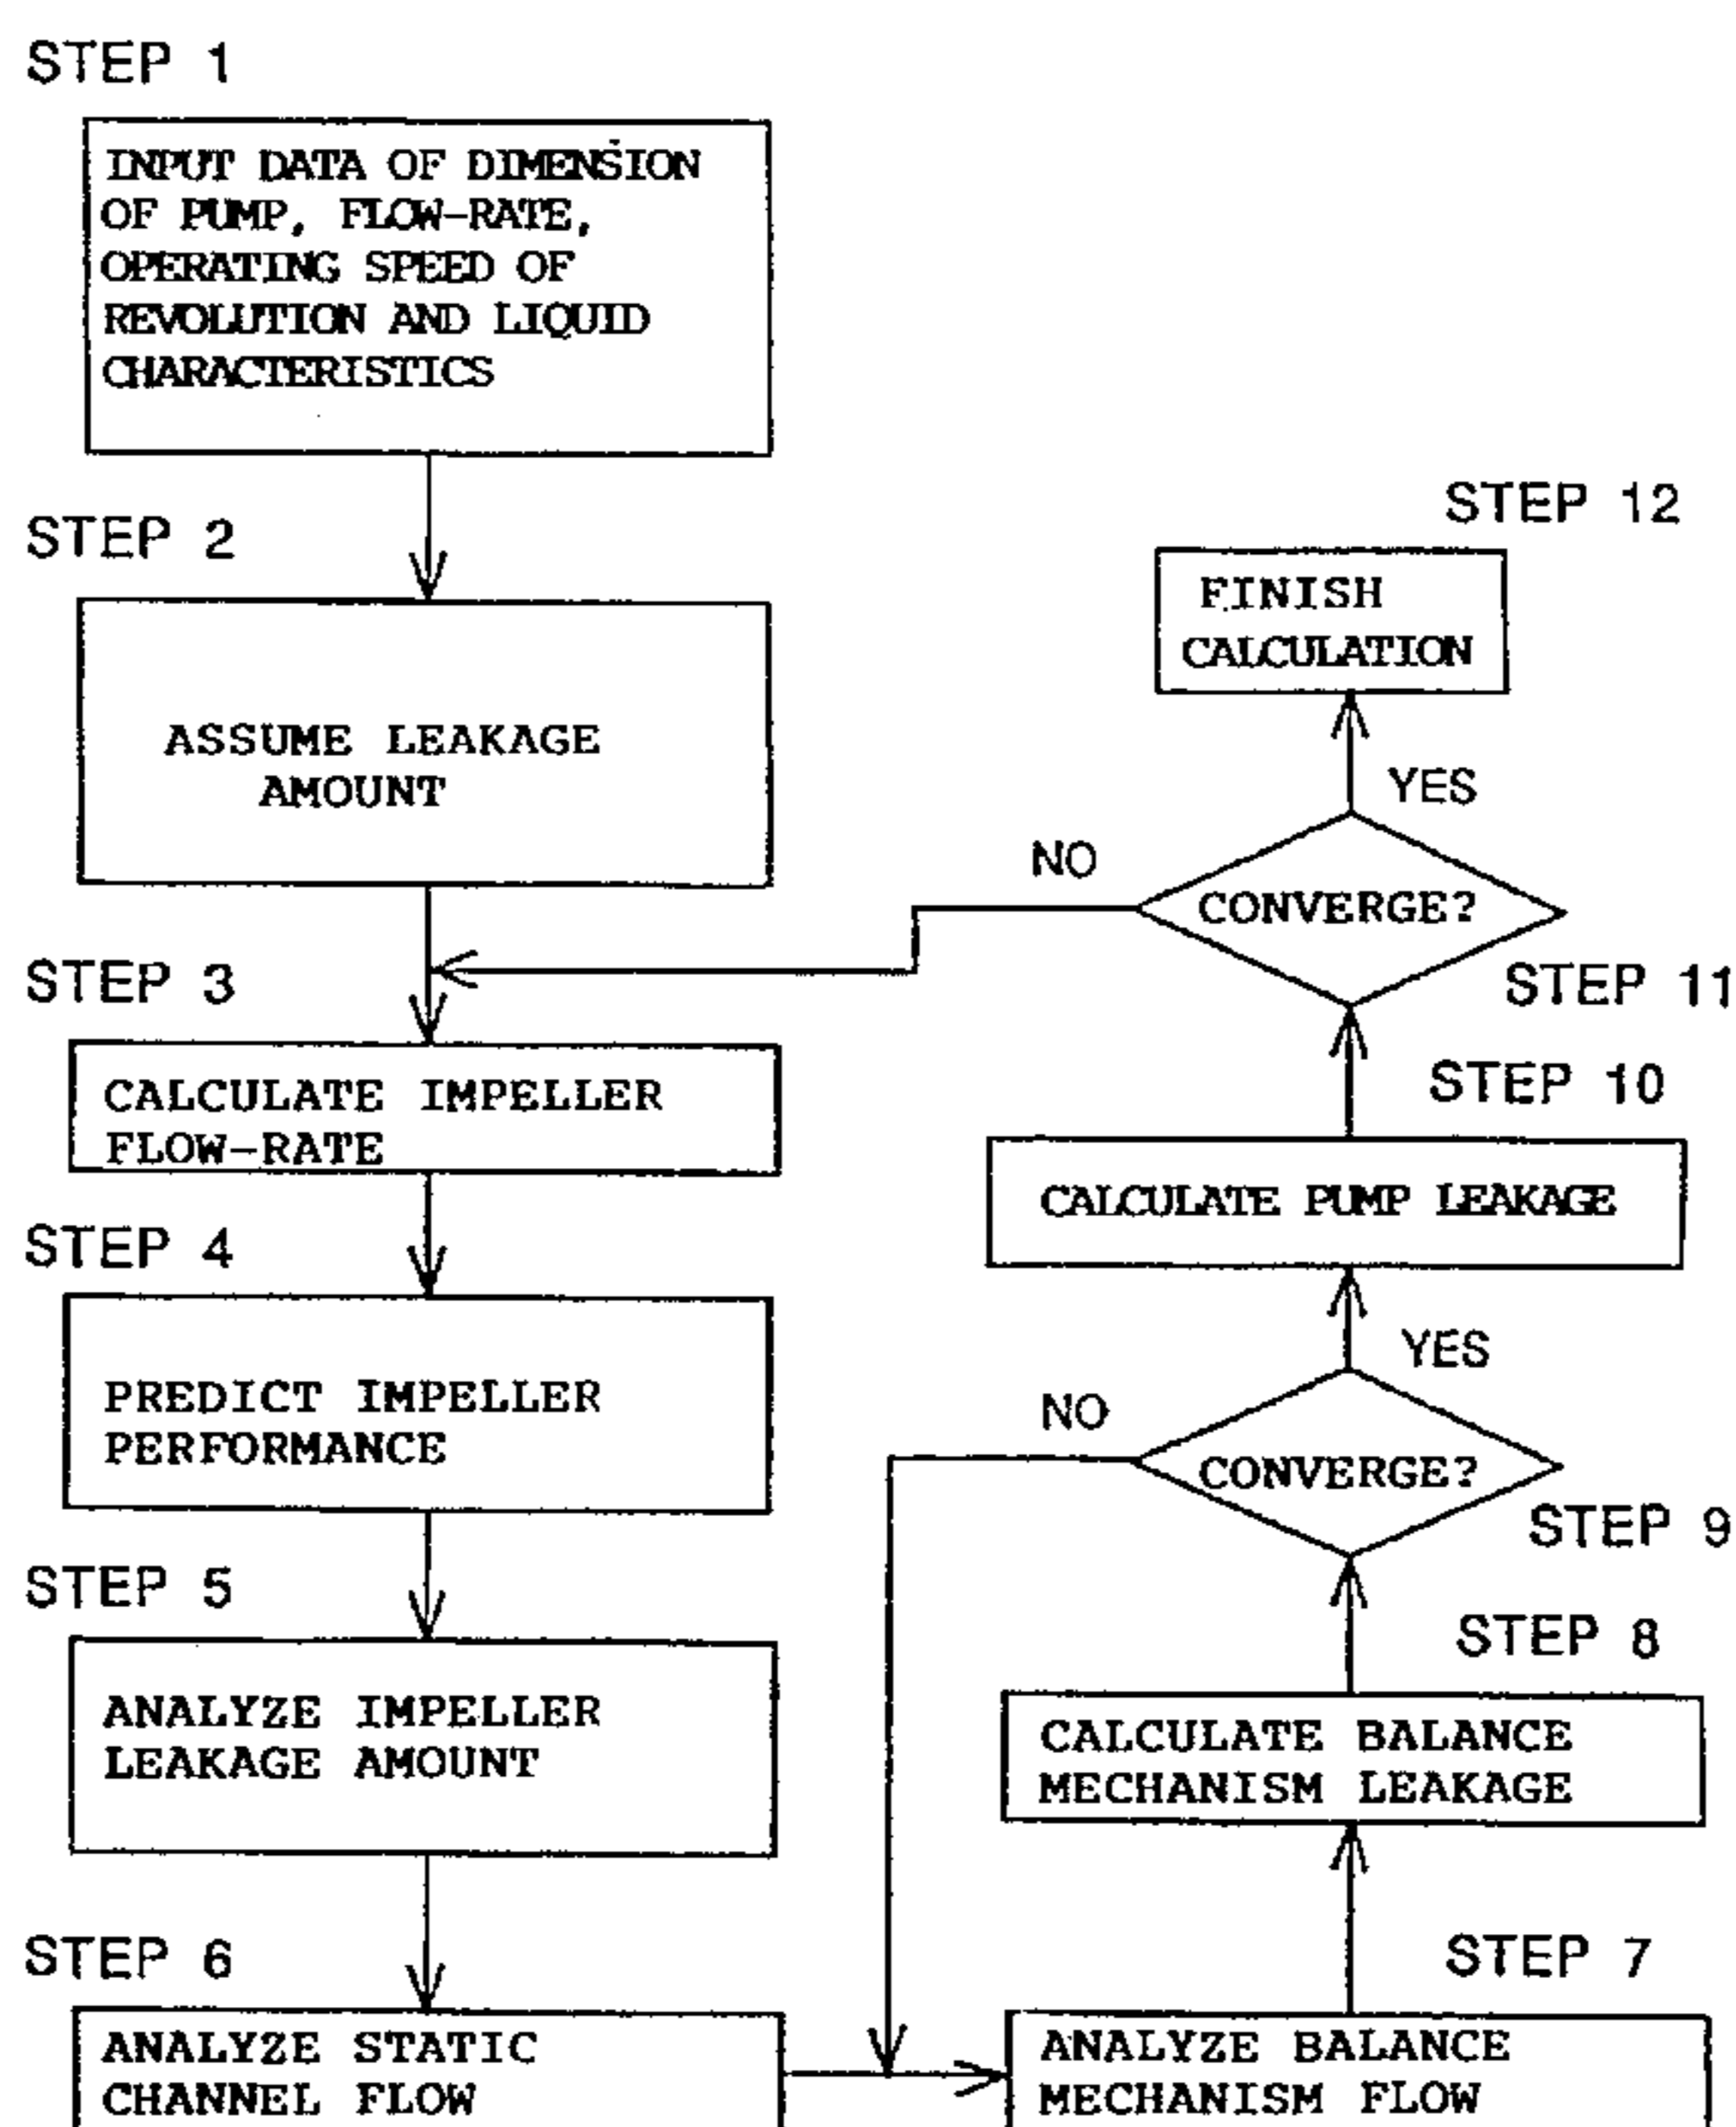 STEP 1
INPUT DATA OF DIMENSION
OF PUMP, FLOW-RATE,
OPERATING SPEED OF
REVOLUTION AND LIQUID
CHARACTERISTICS
STEP 2
ASSUME LEAKAGE
AMOUNT
STEP 3
CALCULATE IMPELLER
FLOW-RATE
STEP 4
PREDICT IMPELLER
PERFORMANCE
STEP 5
ANALYZE IMPELLER
LEAKAGE AMOUNT
STEP 6
ANALYZE STATIC
CHANNEL FLOW
STEP 7
ANALYZE BALANCE
MECHANISM FLOW
STEP 8
CALCULATE BALANCE
MECHANISM LEAKAGE
STEP 9
CONVERGE?
NO
YES
STEP 10
CALCULATE PUMP LEAKAGE
STEP 11
CONVERGE?
NO
YES
STEP 12
FINISH
CALCULATION